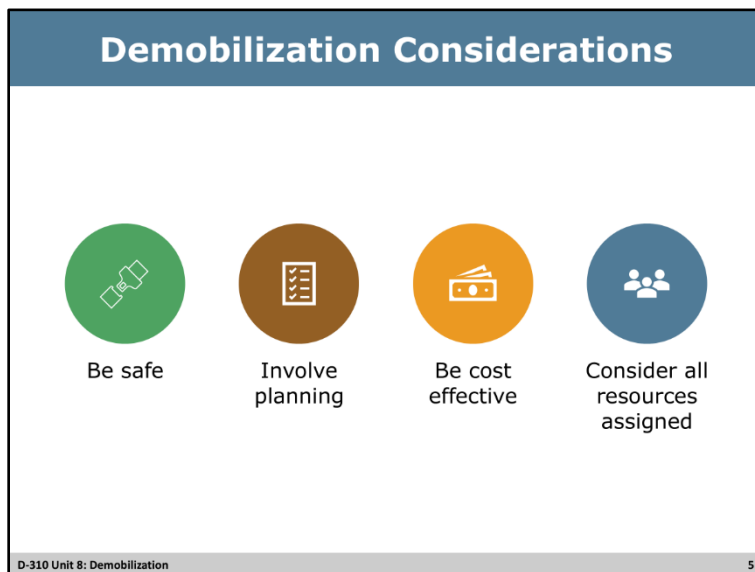 Demobilization Considerations
Be safe
Involve
planning
Be cost
effective
Consider all
resources
assigned
D-310 Unit 8: Demobilization
5